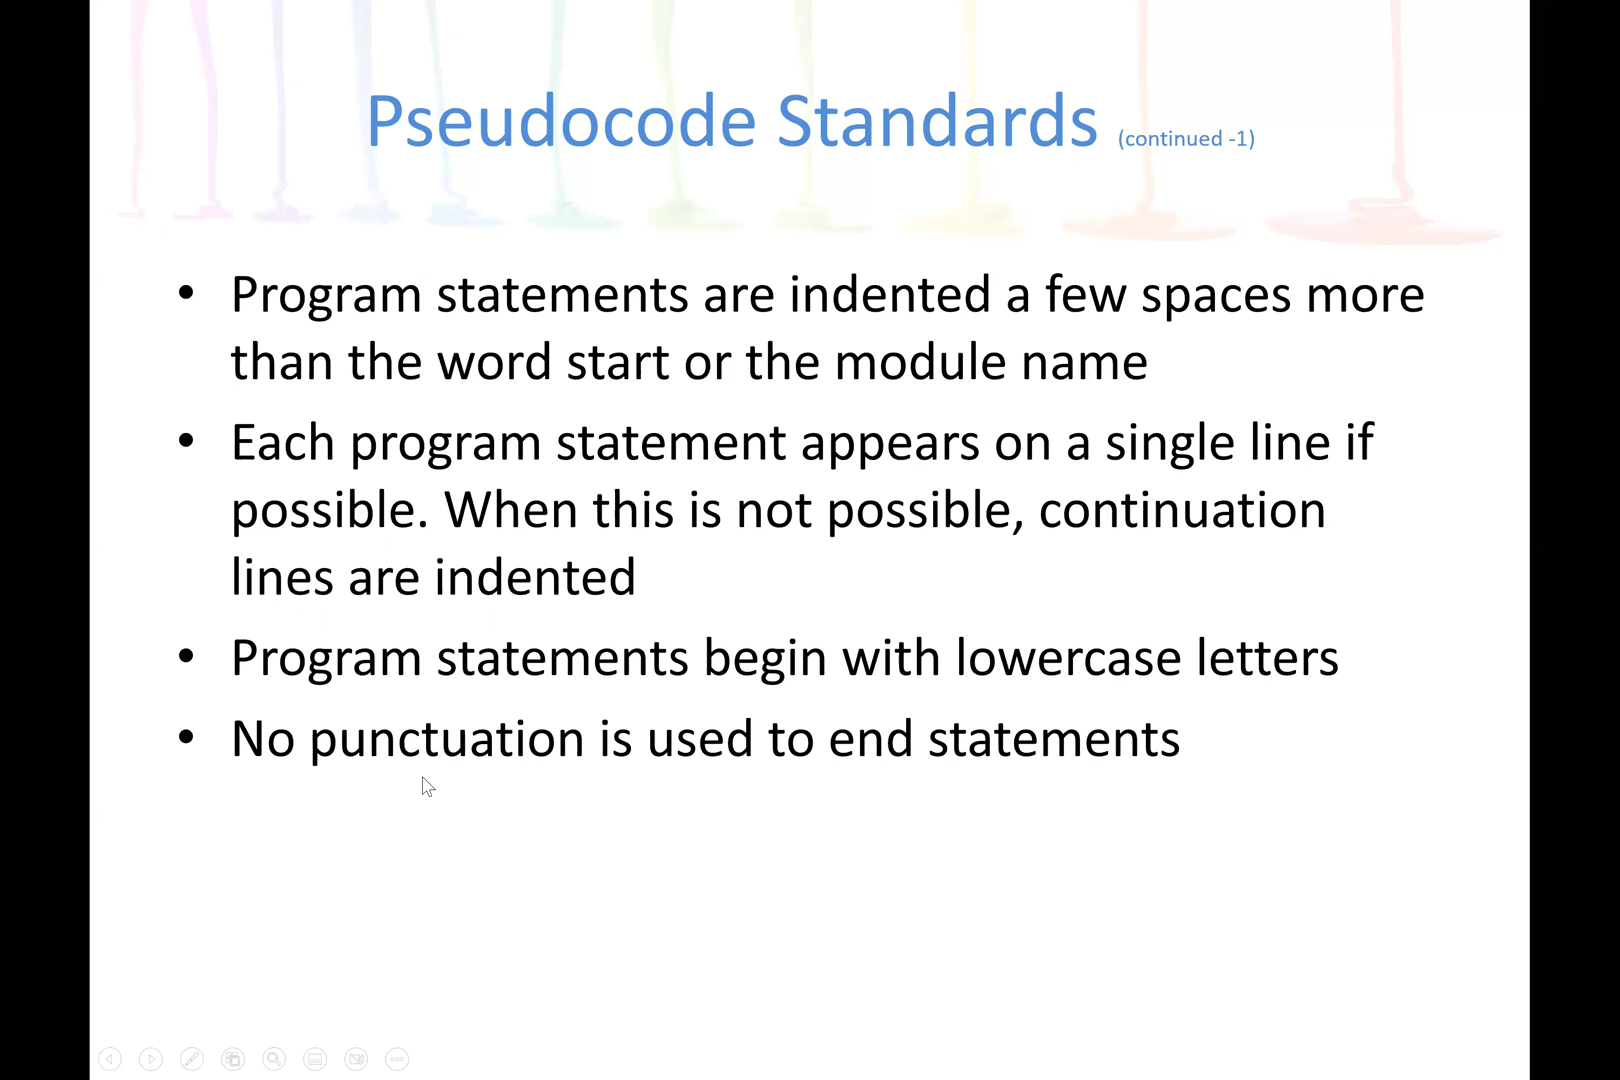 Pseudocode Standards (continued -1)
• Program statements are indented a few spaces more
than the word start or the module name
• Each program statement appears on a single line if
possible. When this is not possible, continuation
lines are indented
• Program statements begin with lowercase letters
• No punctuation is used to end statements